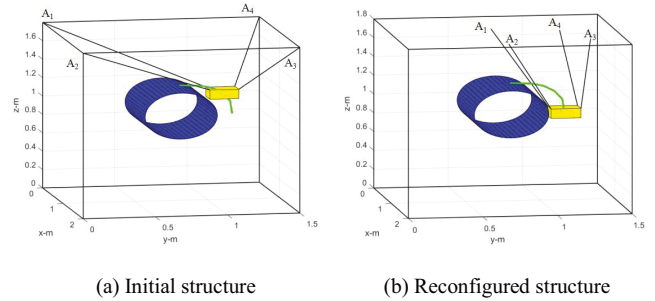 A1
A4
A2
A3
1.6
1.4
1.2
1
0.8
0.6
0.4
0.2
0
z-m
0
1
2
x-m
0
0.5
1
1.5
y-m
(a) Initial structure
A1
A2
A4
A3
1.8
1.6
1.4
1.2
1
0.8
0.6
0.4
0.2
0
z-m
0
1
2
x-m
0
0.5
1
1.5
y-m
(b) Reconfigured structure